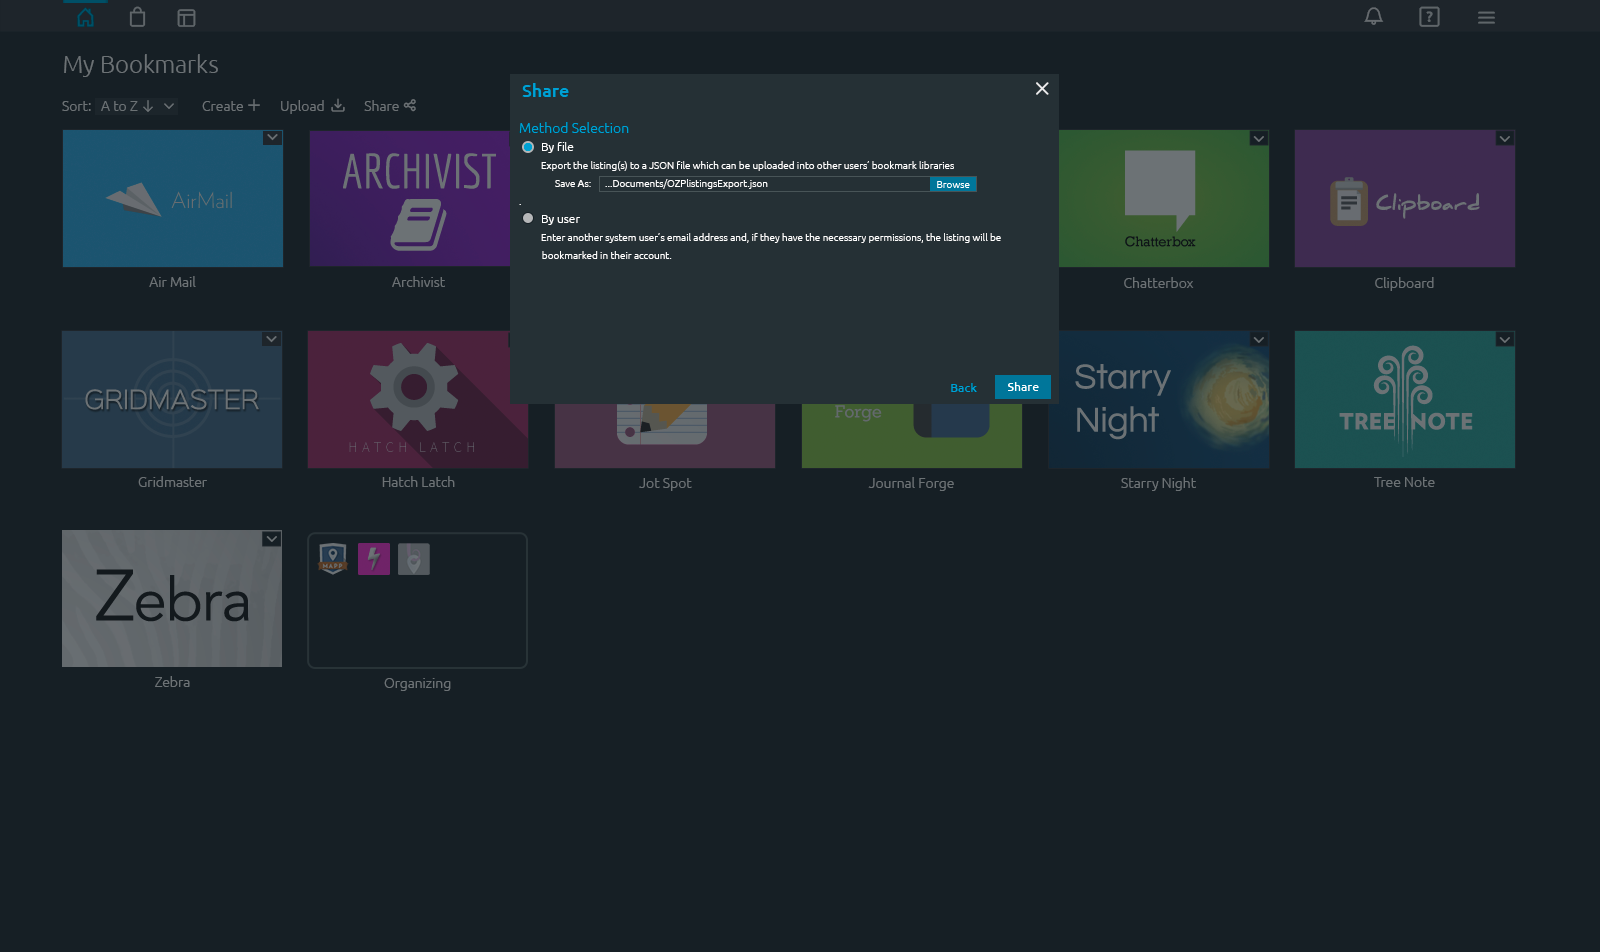 My Bookmarks
Sort: A to Z
Create
Upload
Share
Share
Method Selection
By file
Export the listing(s) to a JSON file which can be uploaded into other users' bookmark libraries
Save As: ...Documents/OZPlistingsExport.json Browse
.
By user
Enter another system user's email address and, if they have the necessary permissions, the listing will be
bookmarked in their account.
Back
Share
AirMail
ARCHIVIST
Chatterbox
Clipboard
Air Mail
Archivist
Chatterbox
Clipboard
GRIDMASTER
HATCH LATCH
Forge
Starry
Night
TREE NOTE
Gridmaster
Hatch Latch
Jot Spot
Journal Forge
Starry Night
Tree Note
Zebra
MAPP
Zebra
Organizing